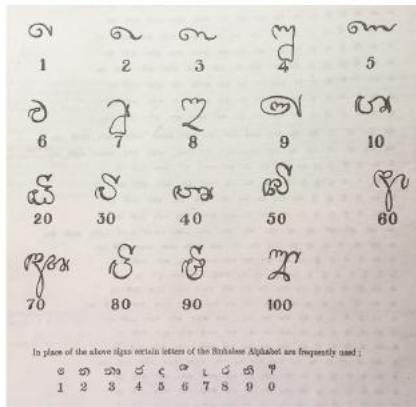 𑇡 𑇢 𑇣 𑇤 𑇥
1 2 3 4 5
𑇦 𑇧 𑇨 𑇩 𑇪
6 7 8 9 10
𑇫 𑇬 𑇭 𑇮 𑇯
20 30 40 50 60
𑇰 𑇱 𑇲 𑇳
70 80 90 100
In place of the above signs certain letters of the Sinhalese Alphabet are frequently used ;
1 2 3 4 5 6 7 8 9 0